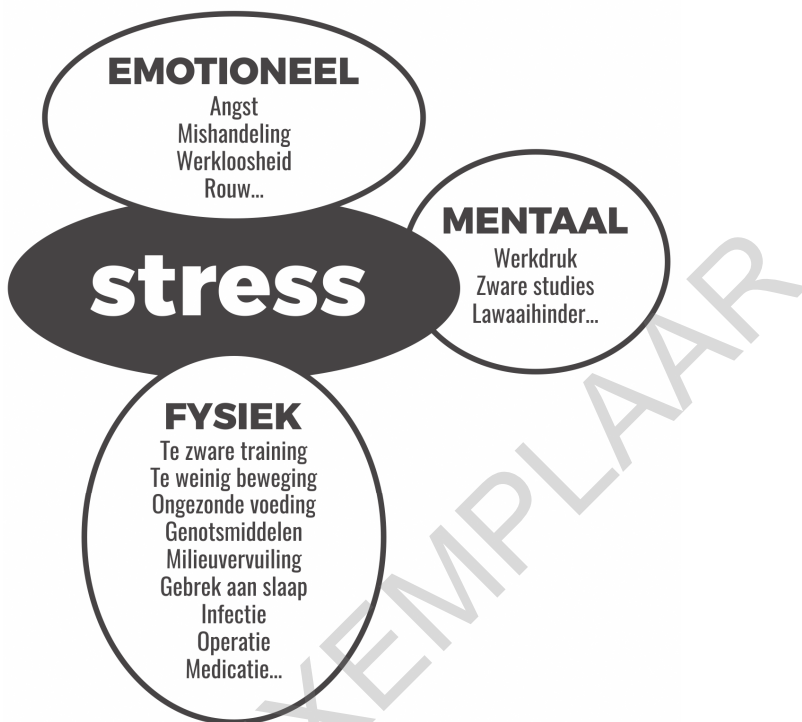 EMOTIONEEL
Angst
Mishandeling
Werkloosheid
Rouw...
stress
MENTAAL
Werkdruk
Zware studies
Lawaaihinder...
FYSIEK
Te zware training
Te weinig beweging
Ongezonde voeding
Genotsmiddelen
Milieuvervuiling
Gebrek aan slaap
Infectie
Operatie
Medicatie...
XEMPLAAR